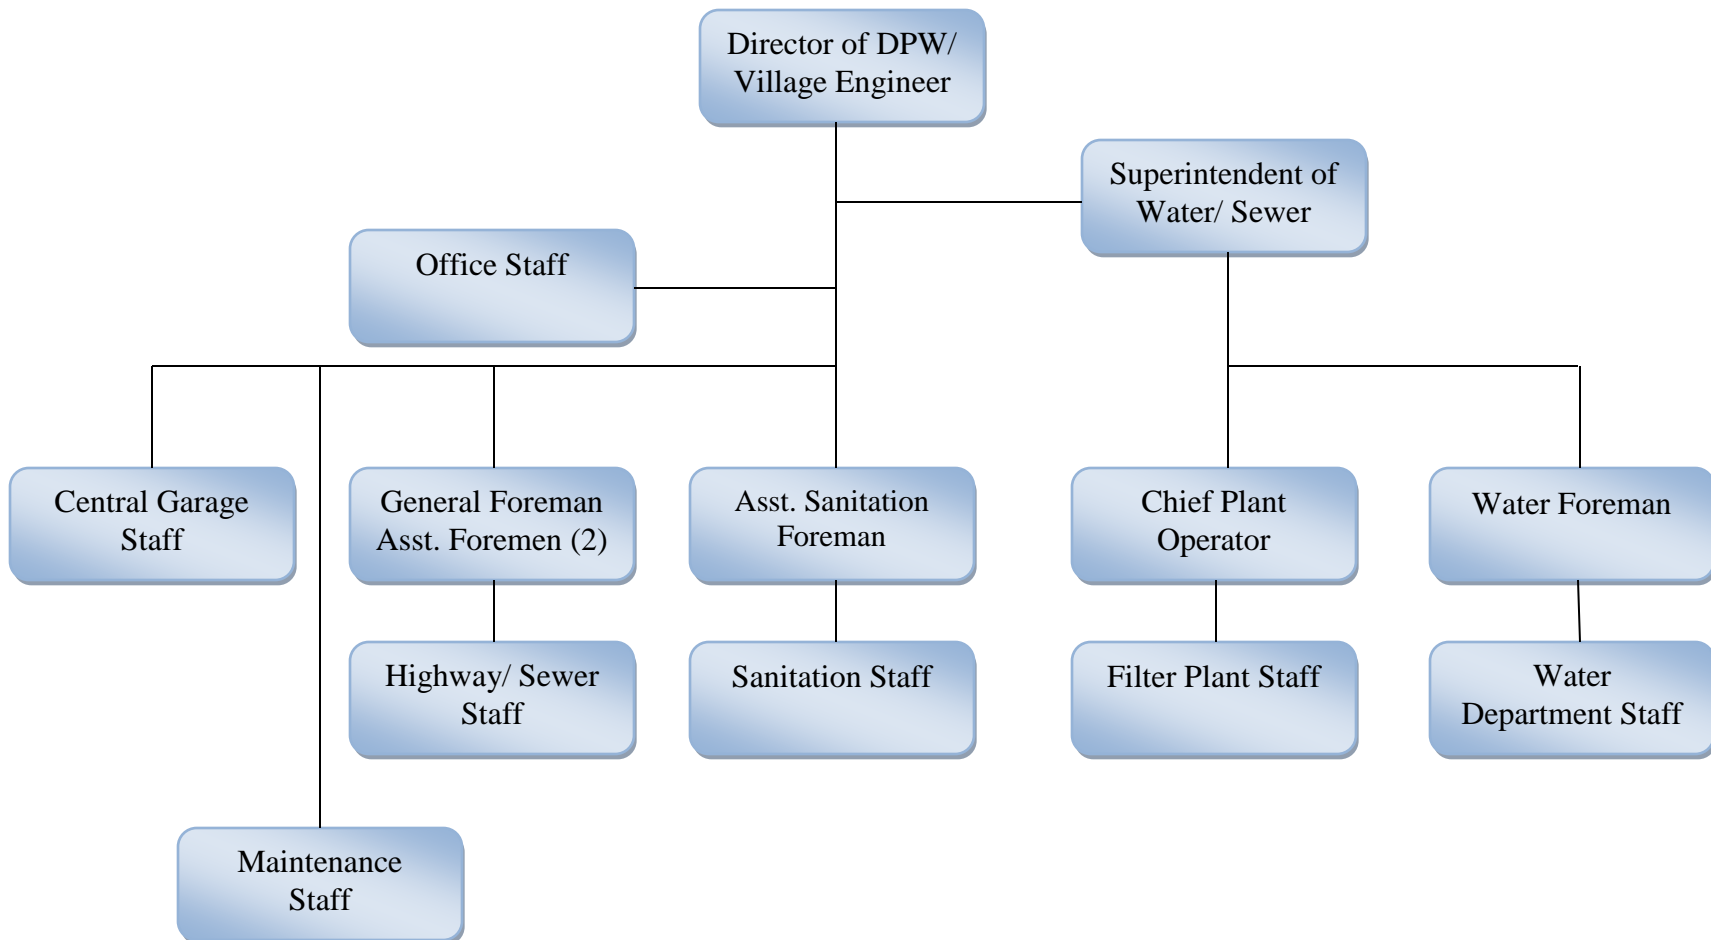 Director of DPW/
Village Engineer
Superintendent of
Water/ Sewer
Office Staff
Central Garage
Staff
General Foreman
Asst. Foremen (2)
Asst. Sanitation
Foreman
Chief Plant
Operator
Water Foreman
Highway/ Sewer
Staff
Sanitation Staff
Filter Plant Staff
Water
Department Staff
Maintenance
Staff